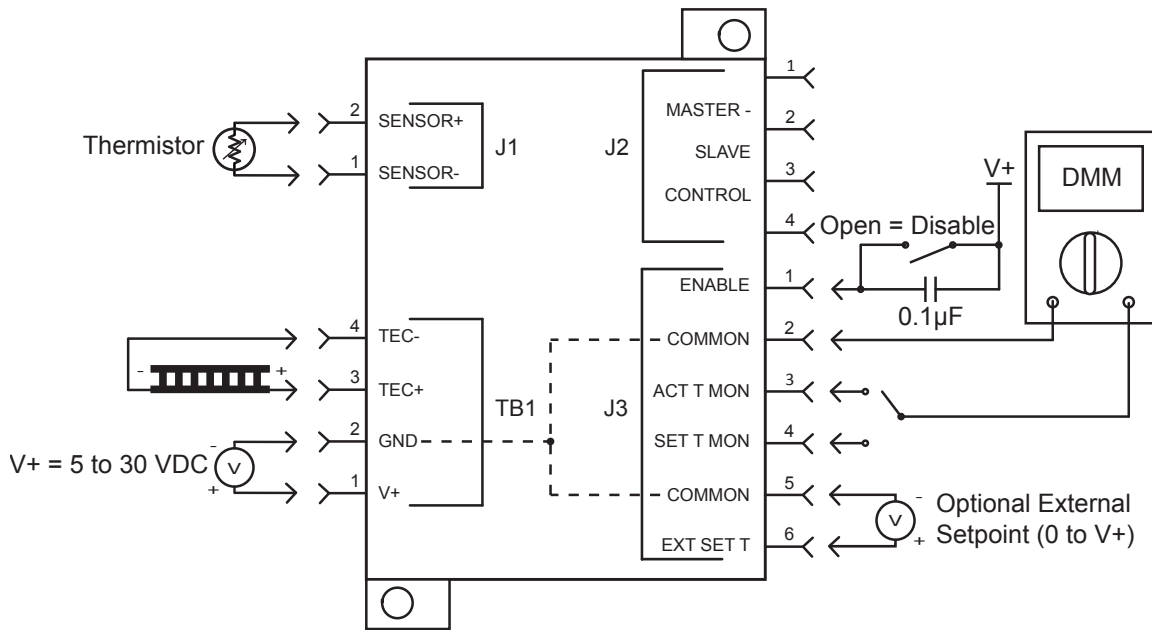 Thermistor
2
SENSOR+
1
SENSOR-
J1
J2
MASTER -
SLAVE
CONTROL
1
2
3
4
V+
Open = Disable
0.1µF
DMM
ENABLE
1
COMMON
2
ACT T MON
3
SET T MON
4
COMMON
5
EXT SET T
6
J3
TB1
4
TEC-
3
TEC+
2
GND
1
V+
- +
V+ = 5 to 30 VDC
-
V
+
-
V
+
Optional External
Setpoint (0 to V+)